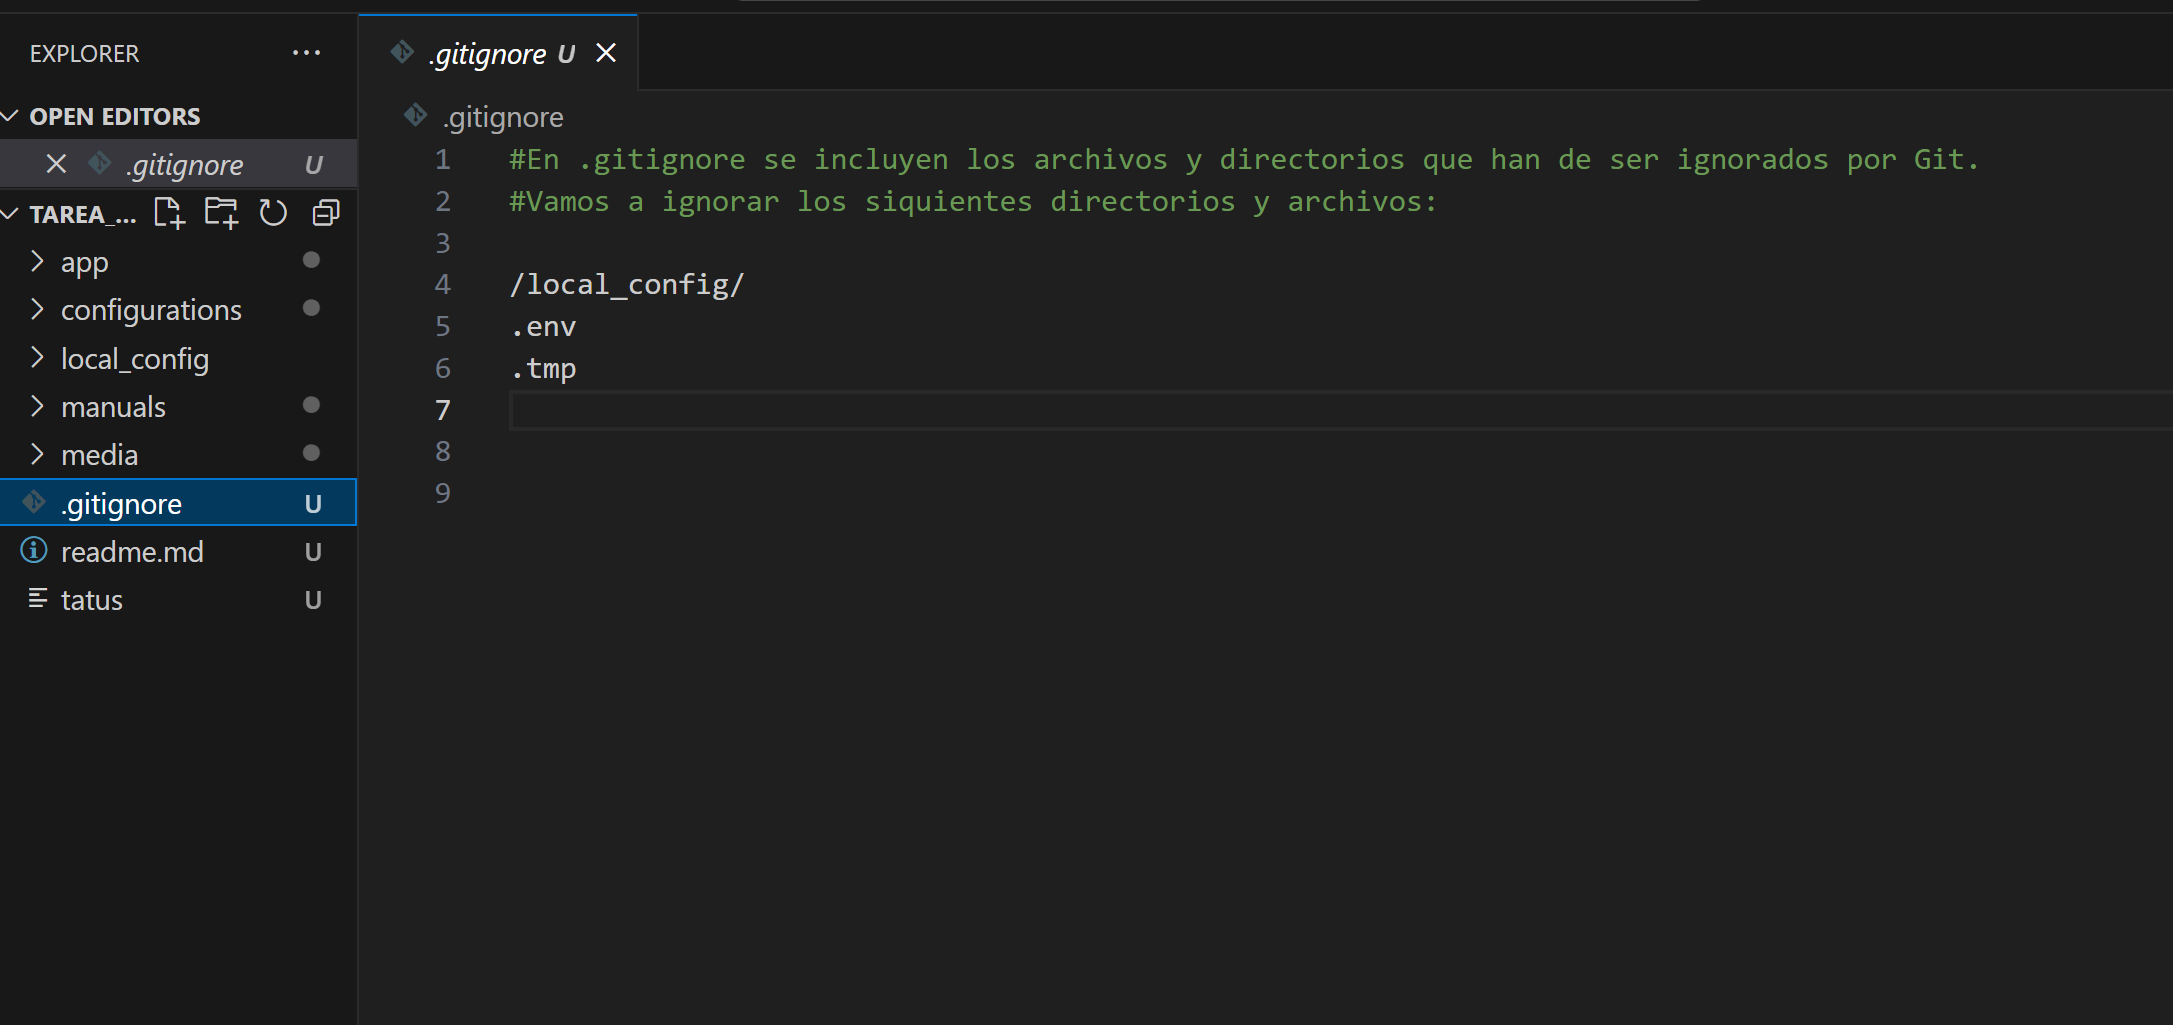 EXPLORER ...
OPEN EDITORS
.gitignore U
TAREA_...
app
configurations
local_config
manuals
media
.gitignore U
readme.md U
tatus U
.gitignore U
.gitignore
1 #En .gitignore se incluyen los archivos y directorios que han de ser ignorados por Git.
2 #Vamos a ignorar los siquientes directorios y archivos:
3
4 /local_config/
5 .env
6 .tmp
7
8
9